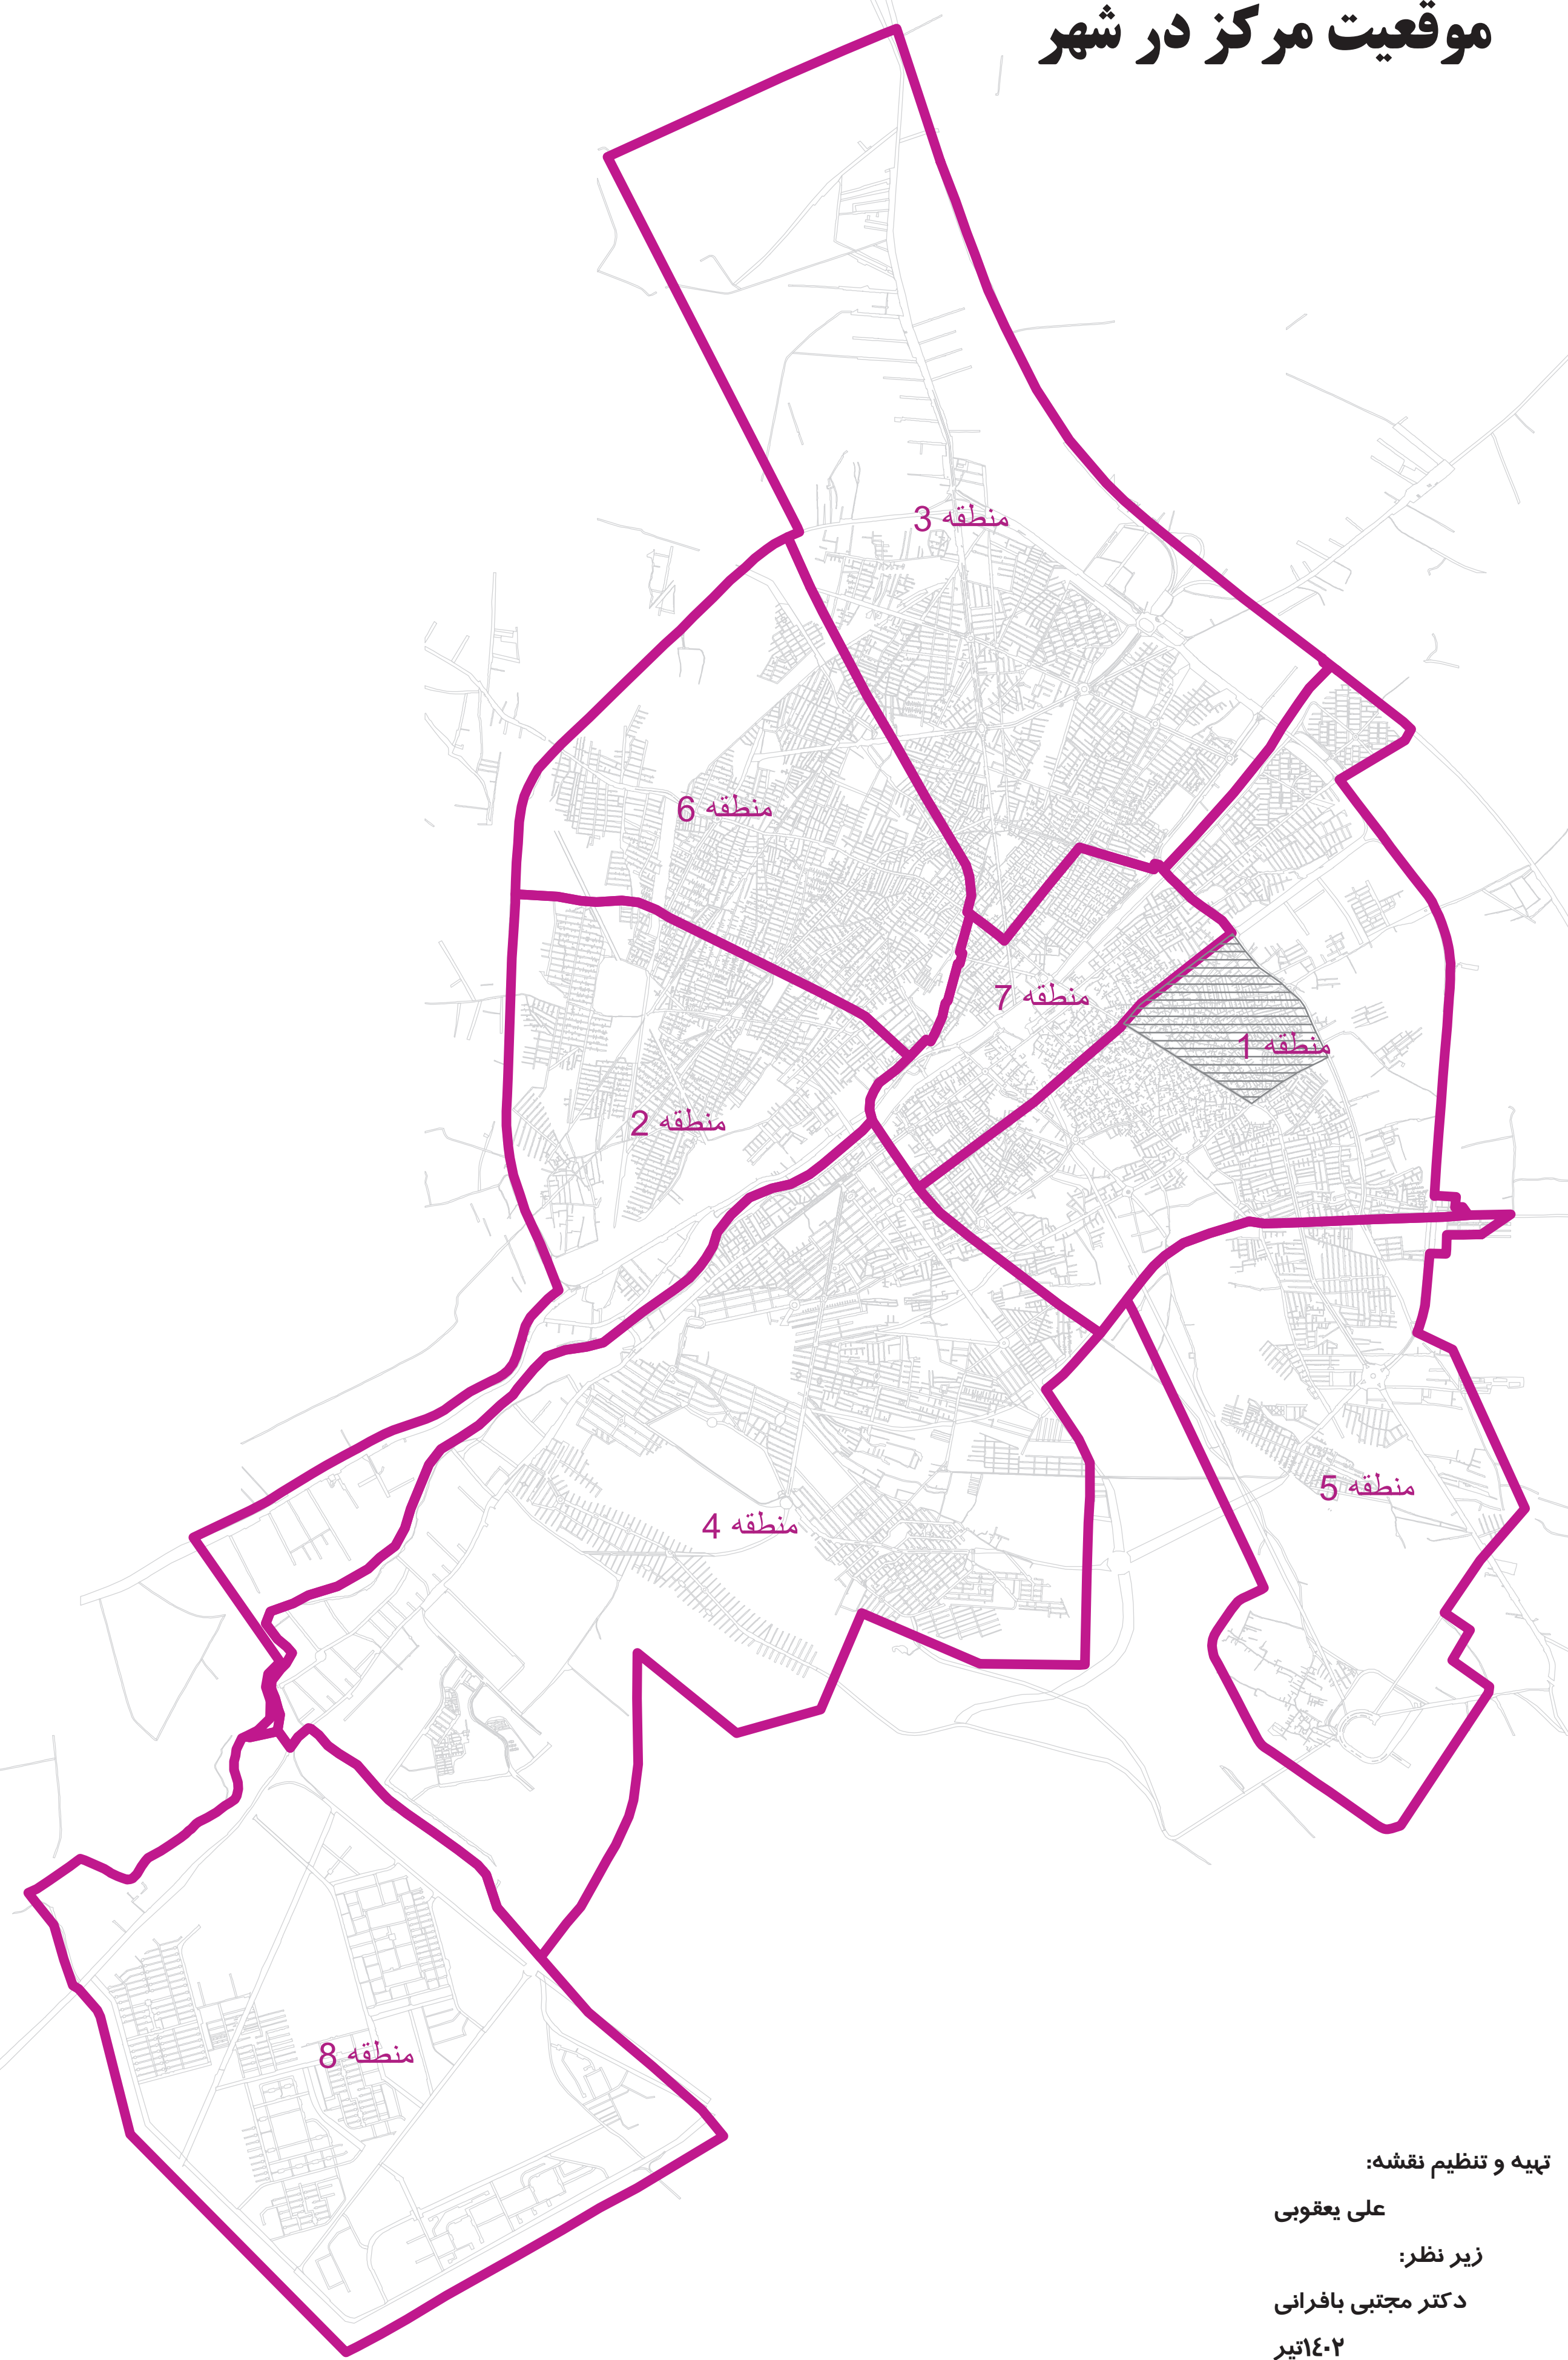 موقعیت مرکز در شهر
منطقه 3
منطقه 6
منطقه 7
منطقه 1
منطقه 2
منطقه 5
منطقه 4
منطقه 8
تهیه و تنظیم نقشه:
علی یعقوبی
زیر نظر:
دکتر مجتبی بافرانی
تیر۱٤۰۲